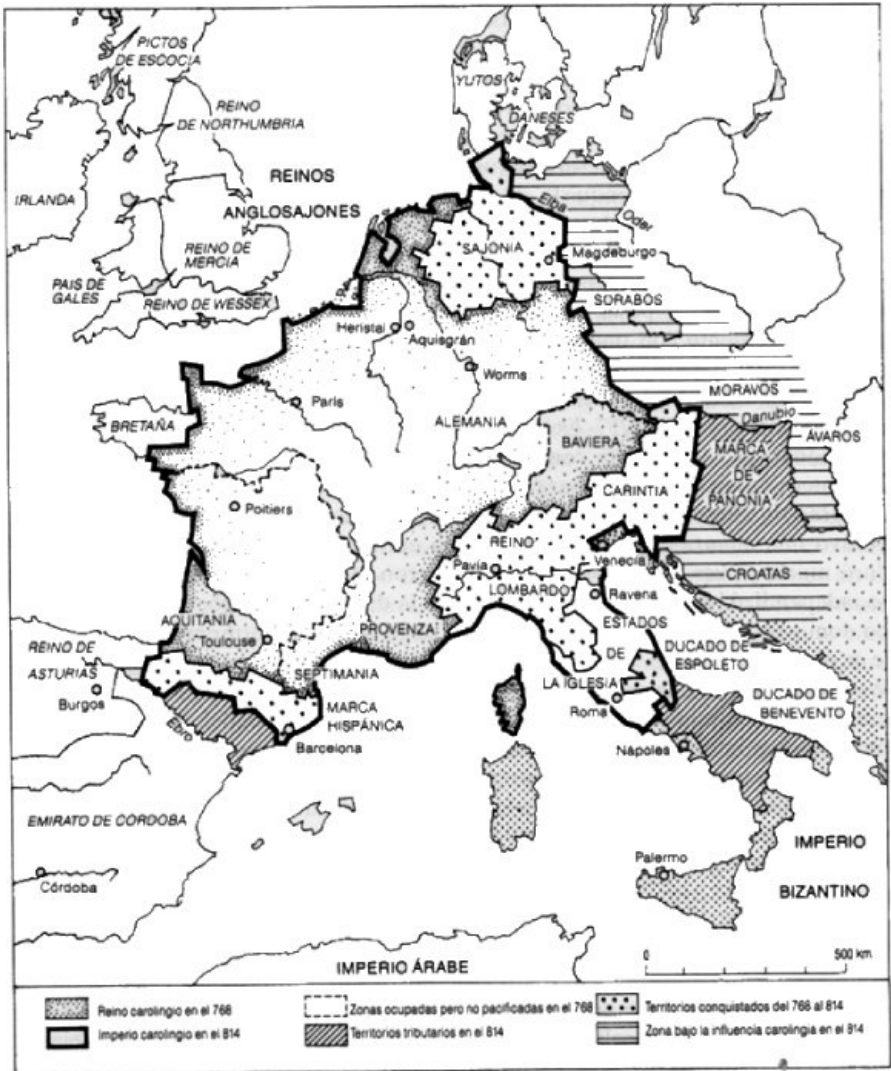 PICTOS
DE ESCOCIA
YUTOS
DANESES
REINO
DE NORTHUMBRIA
REINOS
ANGLOSAJONES
IRLANDA
Elba
Oder
SAJONIA
REINO DE
MERCIA
Magdeburgo
PAIS DE
GALES
REINO DE WESSEX
SORABOS
Heristal
Aquisgrán
Worms
MORAVOS
París
Danubio
BRETAÑA
ALEMANIA
ÁVAROS
BAVIERA
MARCA
DE
PANONIA
CARINTIA
Poitiers
REINO
Venecia
Pavía
CROATAS
LOMBARDO
Ravena
AQUITANIA
ESTADOS
Toulouse
PROVENZA
DE
DUCADO DE
ESPOLETO
REINO DE
ASTURIAS
SEPTIMANIA
LA IGLESIA
Burgos
MARCA
HISPÁNICA
Roma
DUCADO DE
BENEVENTO
Ebro
Barcelona
Nápoles
EMIRATO DE CÓRDOBA
IMPERIO
BIZANTINO
Palermo
Córdoba
0 500 km.
IMPERIO ÁRABE
Reino carolingio en el 768
Zonas ocupadas pero no pacificadas en el 768
Territorios conquistados del 768 al 814
Imperio carolingio en el 814
Territorios tributarios en el 814
Zona bajo la influencia carolingia en el 814